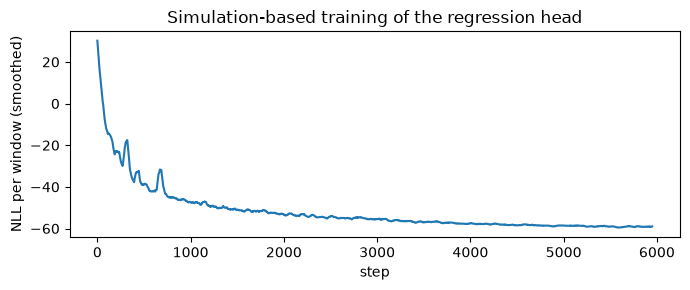 Simulation-based training of the regression head
NLL per window (smoothed)
20
0
−20
−40
−60
0 1000 2000 3000 4000 5000 6000
step